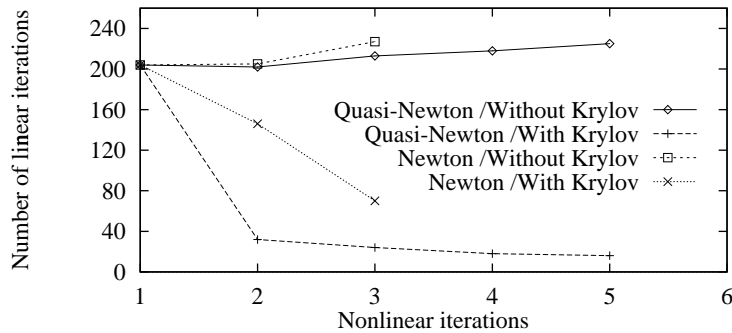 240
200
160
120
80
40
0
Number of linear iterations
Quasi-Newton /Without Krylov
Quasi-Newton /With Krylov
Newton /Without Krylov
Newton /With Krylov
1 2 3 4 5 6
Nonlinear iterations